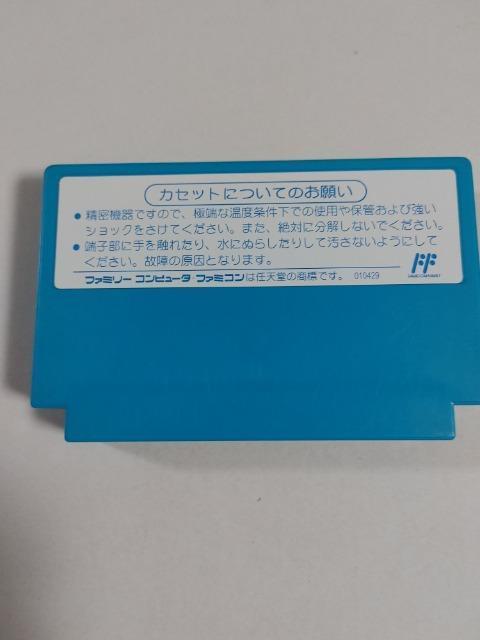 カセットについてのお願い
● 精密機器ですので、極端な温度条件下での使用や保管および強い
ショックをさけてください。また、絶対に分解しないでください。
● 端子部に手を触れたり、水にぬらしたりして汚さないようにして
ください。故障の原因となります。
ファミリー コンピュータ・ファミコンは任天堂の商標です。 010429